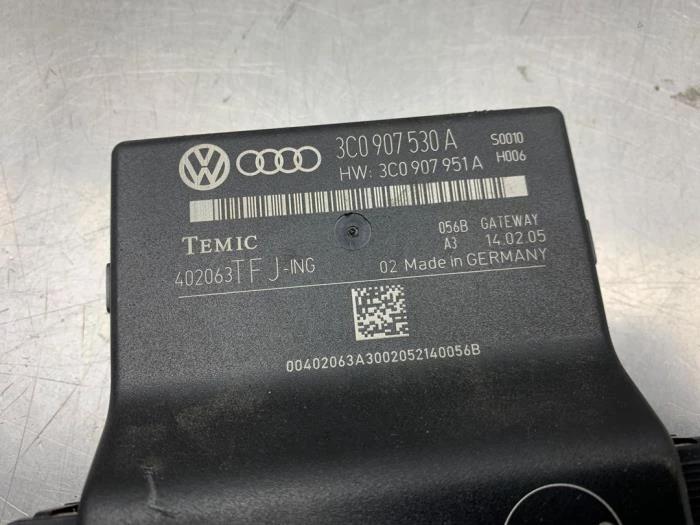 3C0 907 530 A S0010
HW: 3C0 907 951 A H006
TEMIC 056B GATEWAY
A3 14.02.05
402063TFJ-ING 02 Made in GERMANY
00402063A3002052140056B